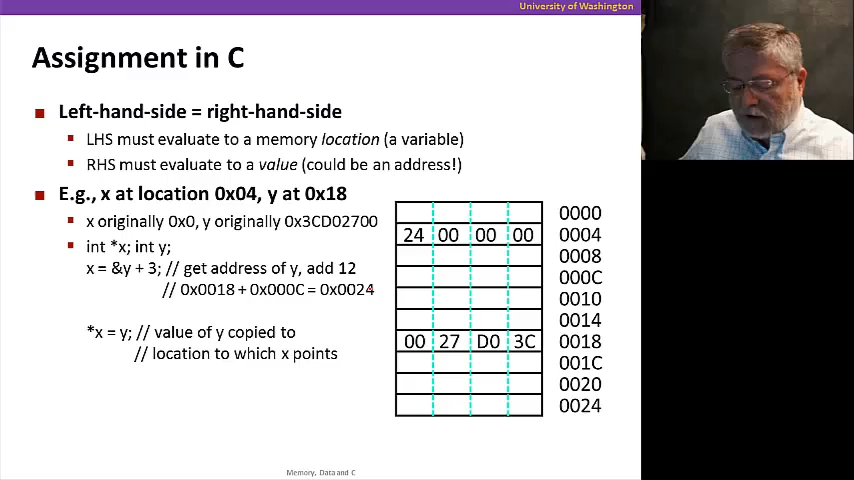 University of Washington
Assignment in C
Left-hand-side = right-hand-side
LHS must evaluate to a memory location (a variable)
RHS must evaluate to a value (could be an address!)
E.g., x at location 0x04, y at 0x18
x originally 0x0, y originally 0x3CD02700
int *x; int y;
x = &y + 3; // get address of y, add 12
// 0x0018 + 0x000C = 0x0024
*x = y; // value of y copied to
// location to which x points
0000
24 00 00 00 0004
0008
000C
0010
0014
00 27 D0 3C 0018
001C
0020
0024
Memory, Data and C